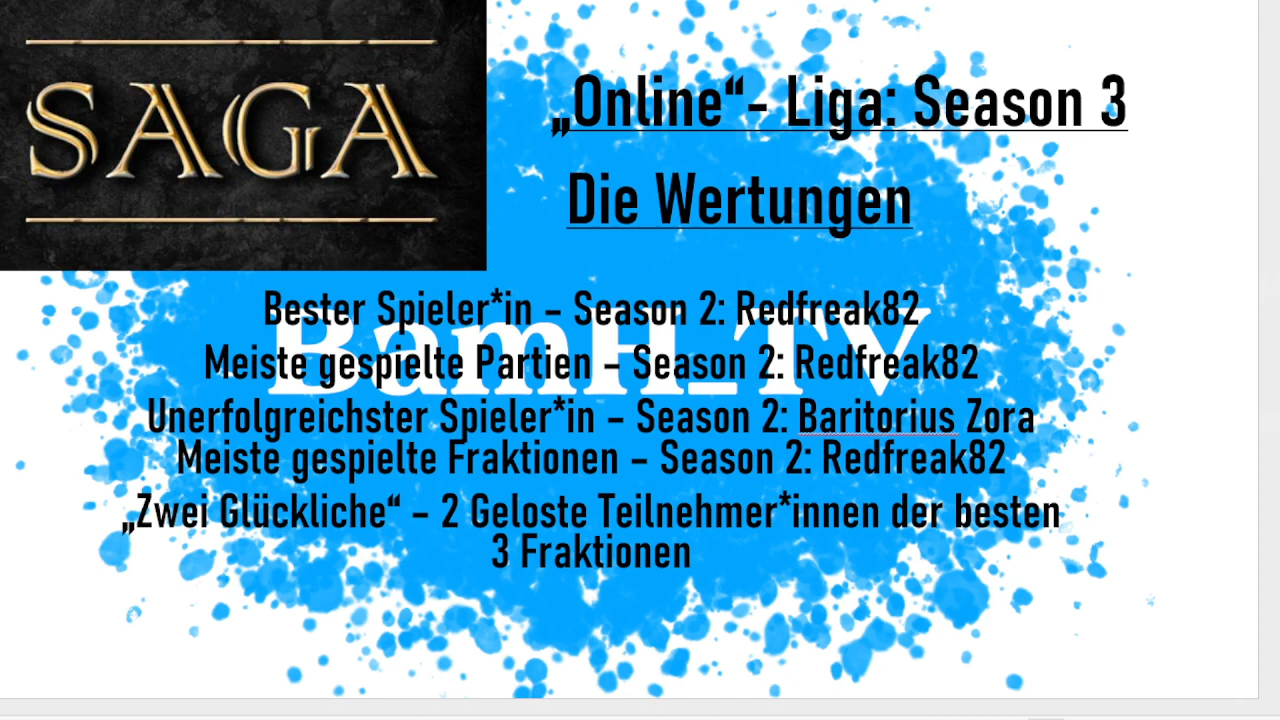 SAGA
„Online“- Liga: Season 3
Die Wertungen
BamH_TV
Bester Spieler*in – Season 2: Redfreak82
Meiste gespielte Partien – Season 2: Redfreak82
Unerfolgreichster Spieler*in – Season 2: Baritorius Zora
Meiste gespielte Fraktionen – Season 2: Redfreak82
„Zwei Glückliche“ – 2 Geloste Teilnehmer*innen der besten
3 Fraktionen